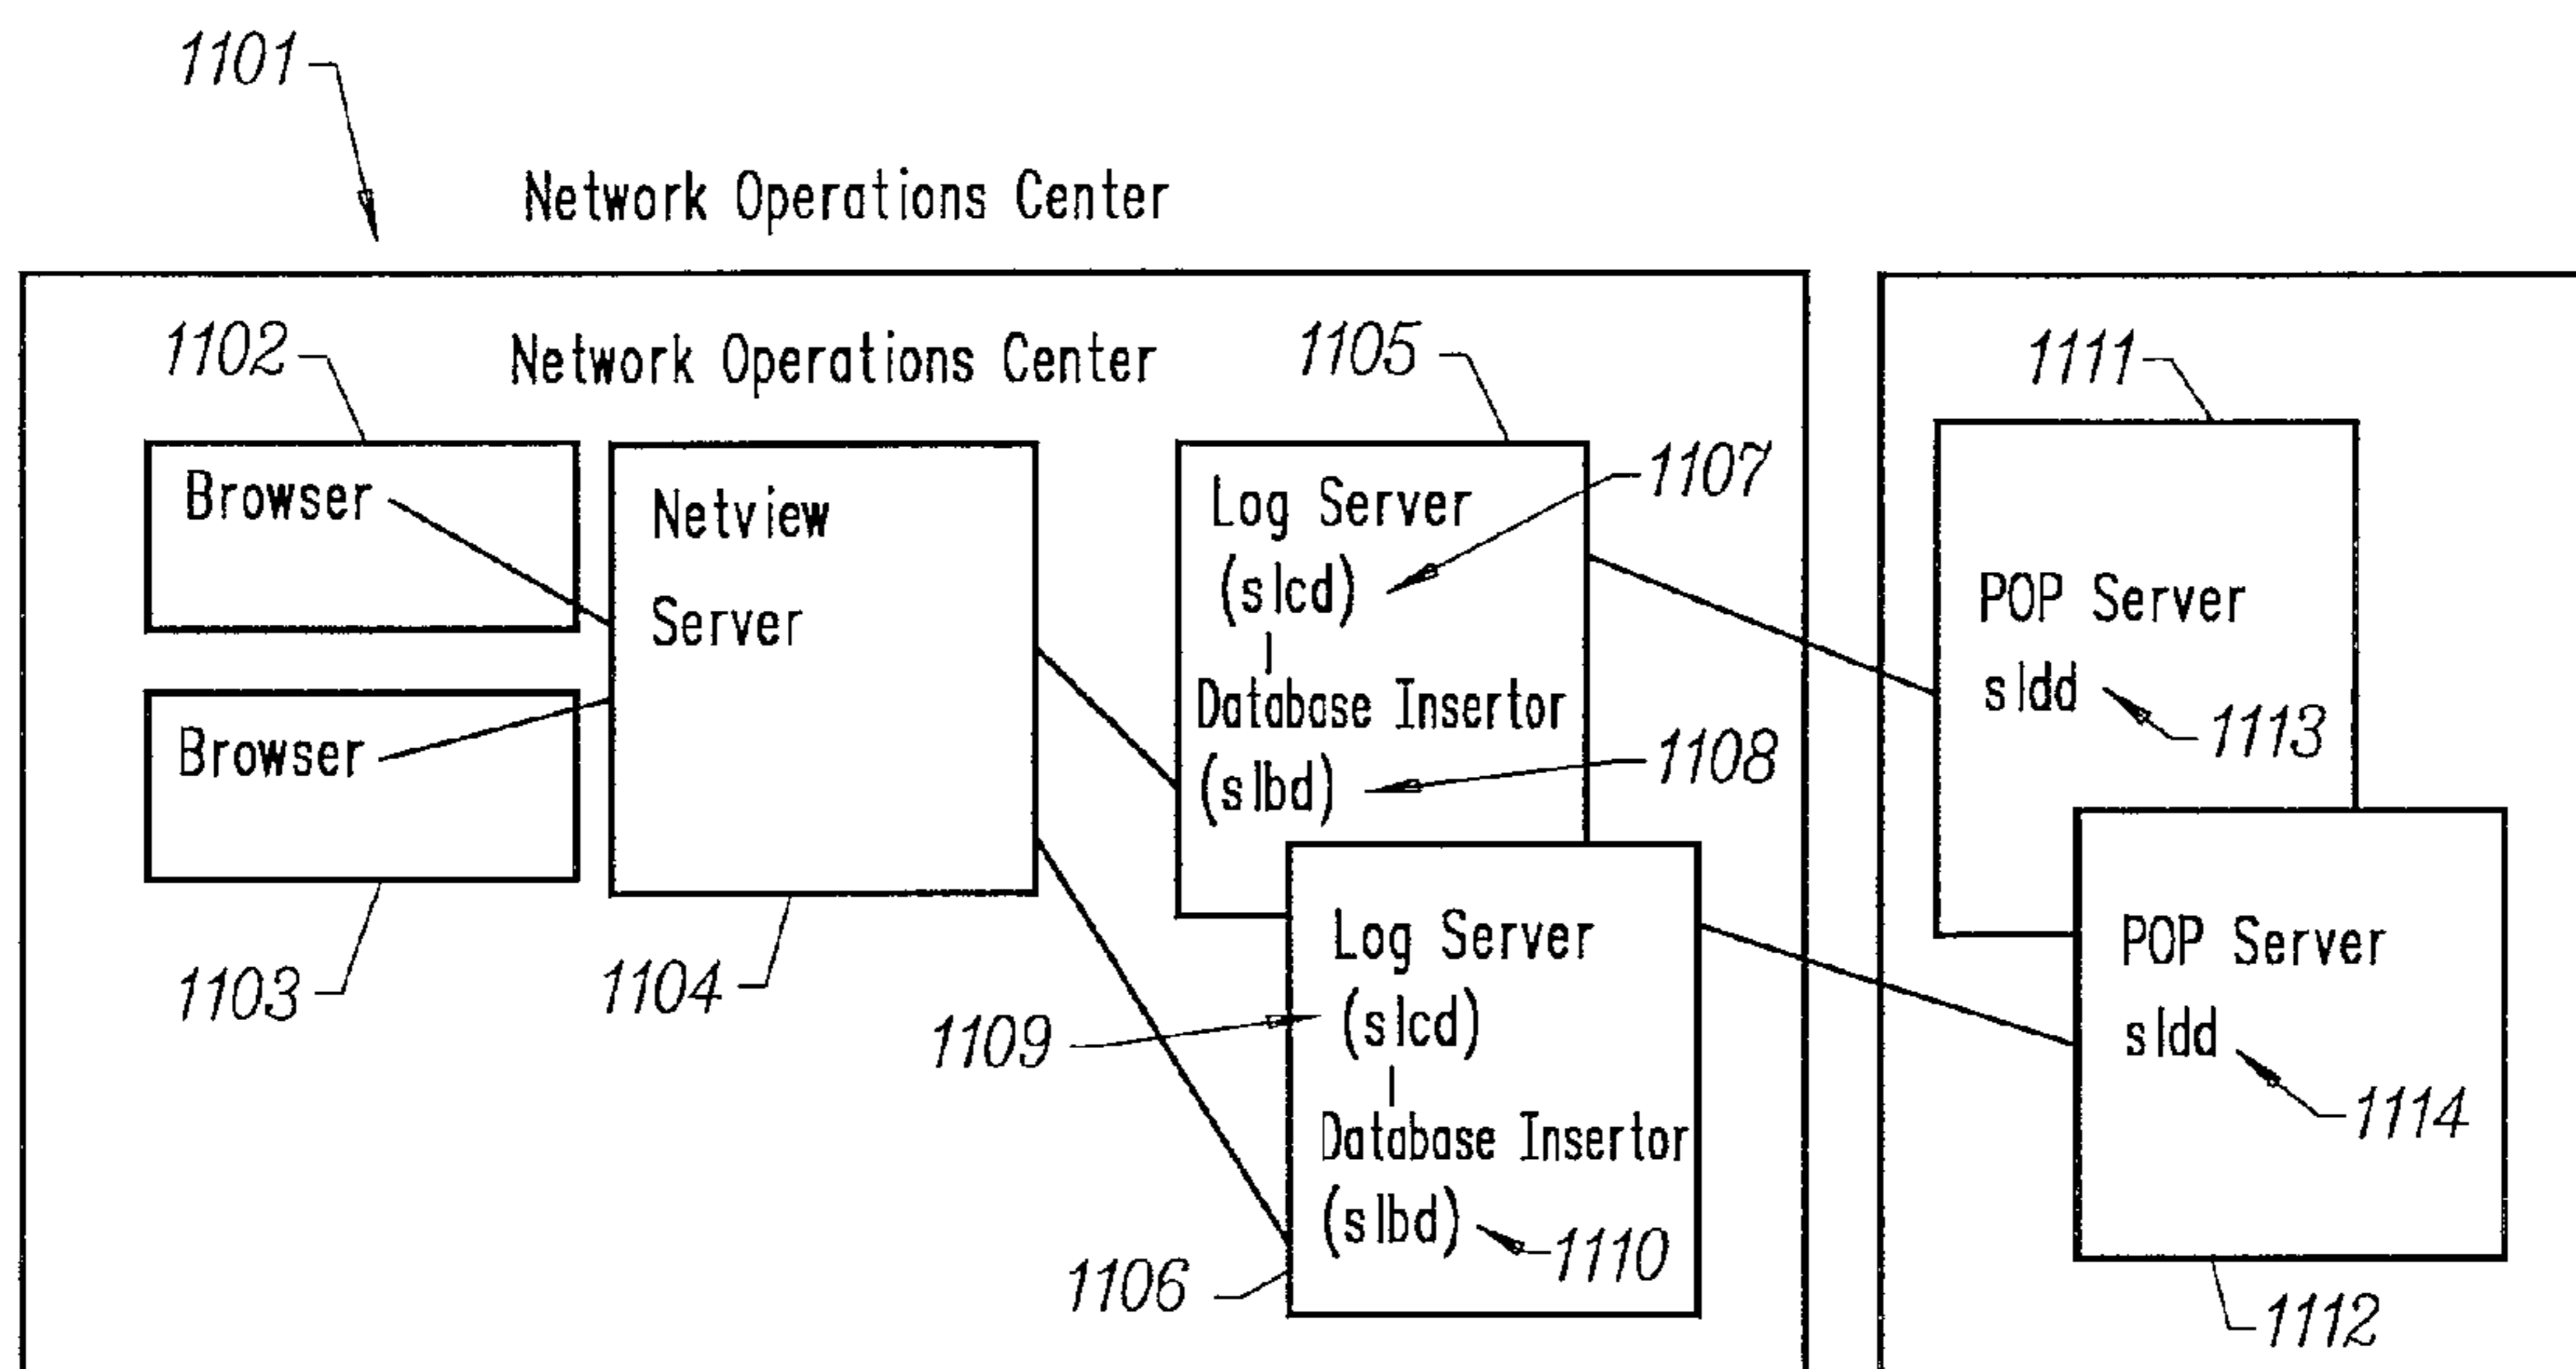 1101
Network Operations Center
1102
Network Operations Center
1105
1111
Browser
Netview
Server
Log Server
(slcd)
1107
Database Insertor
(slbd)
1108
POP Server
sldd
1113
Browser
1103
1104
1109
Log Server
(slcd)
Database Insertor
(slbd)
1110
1106
POP Server
sldd
1114
1112